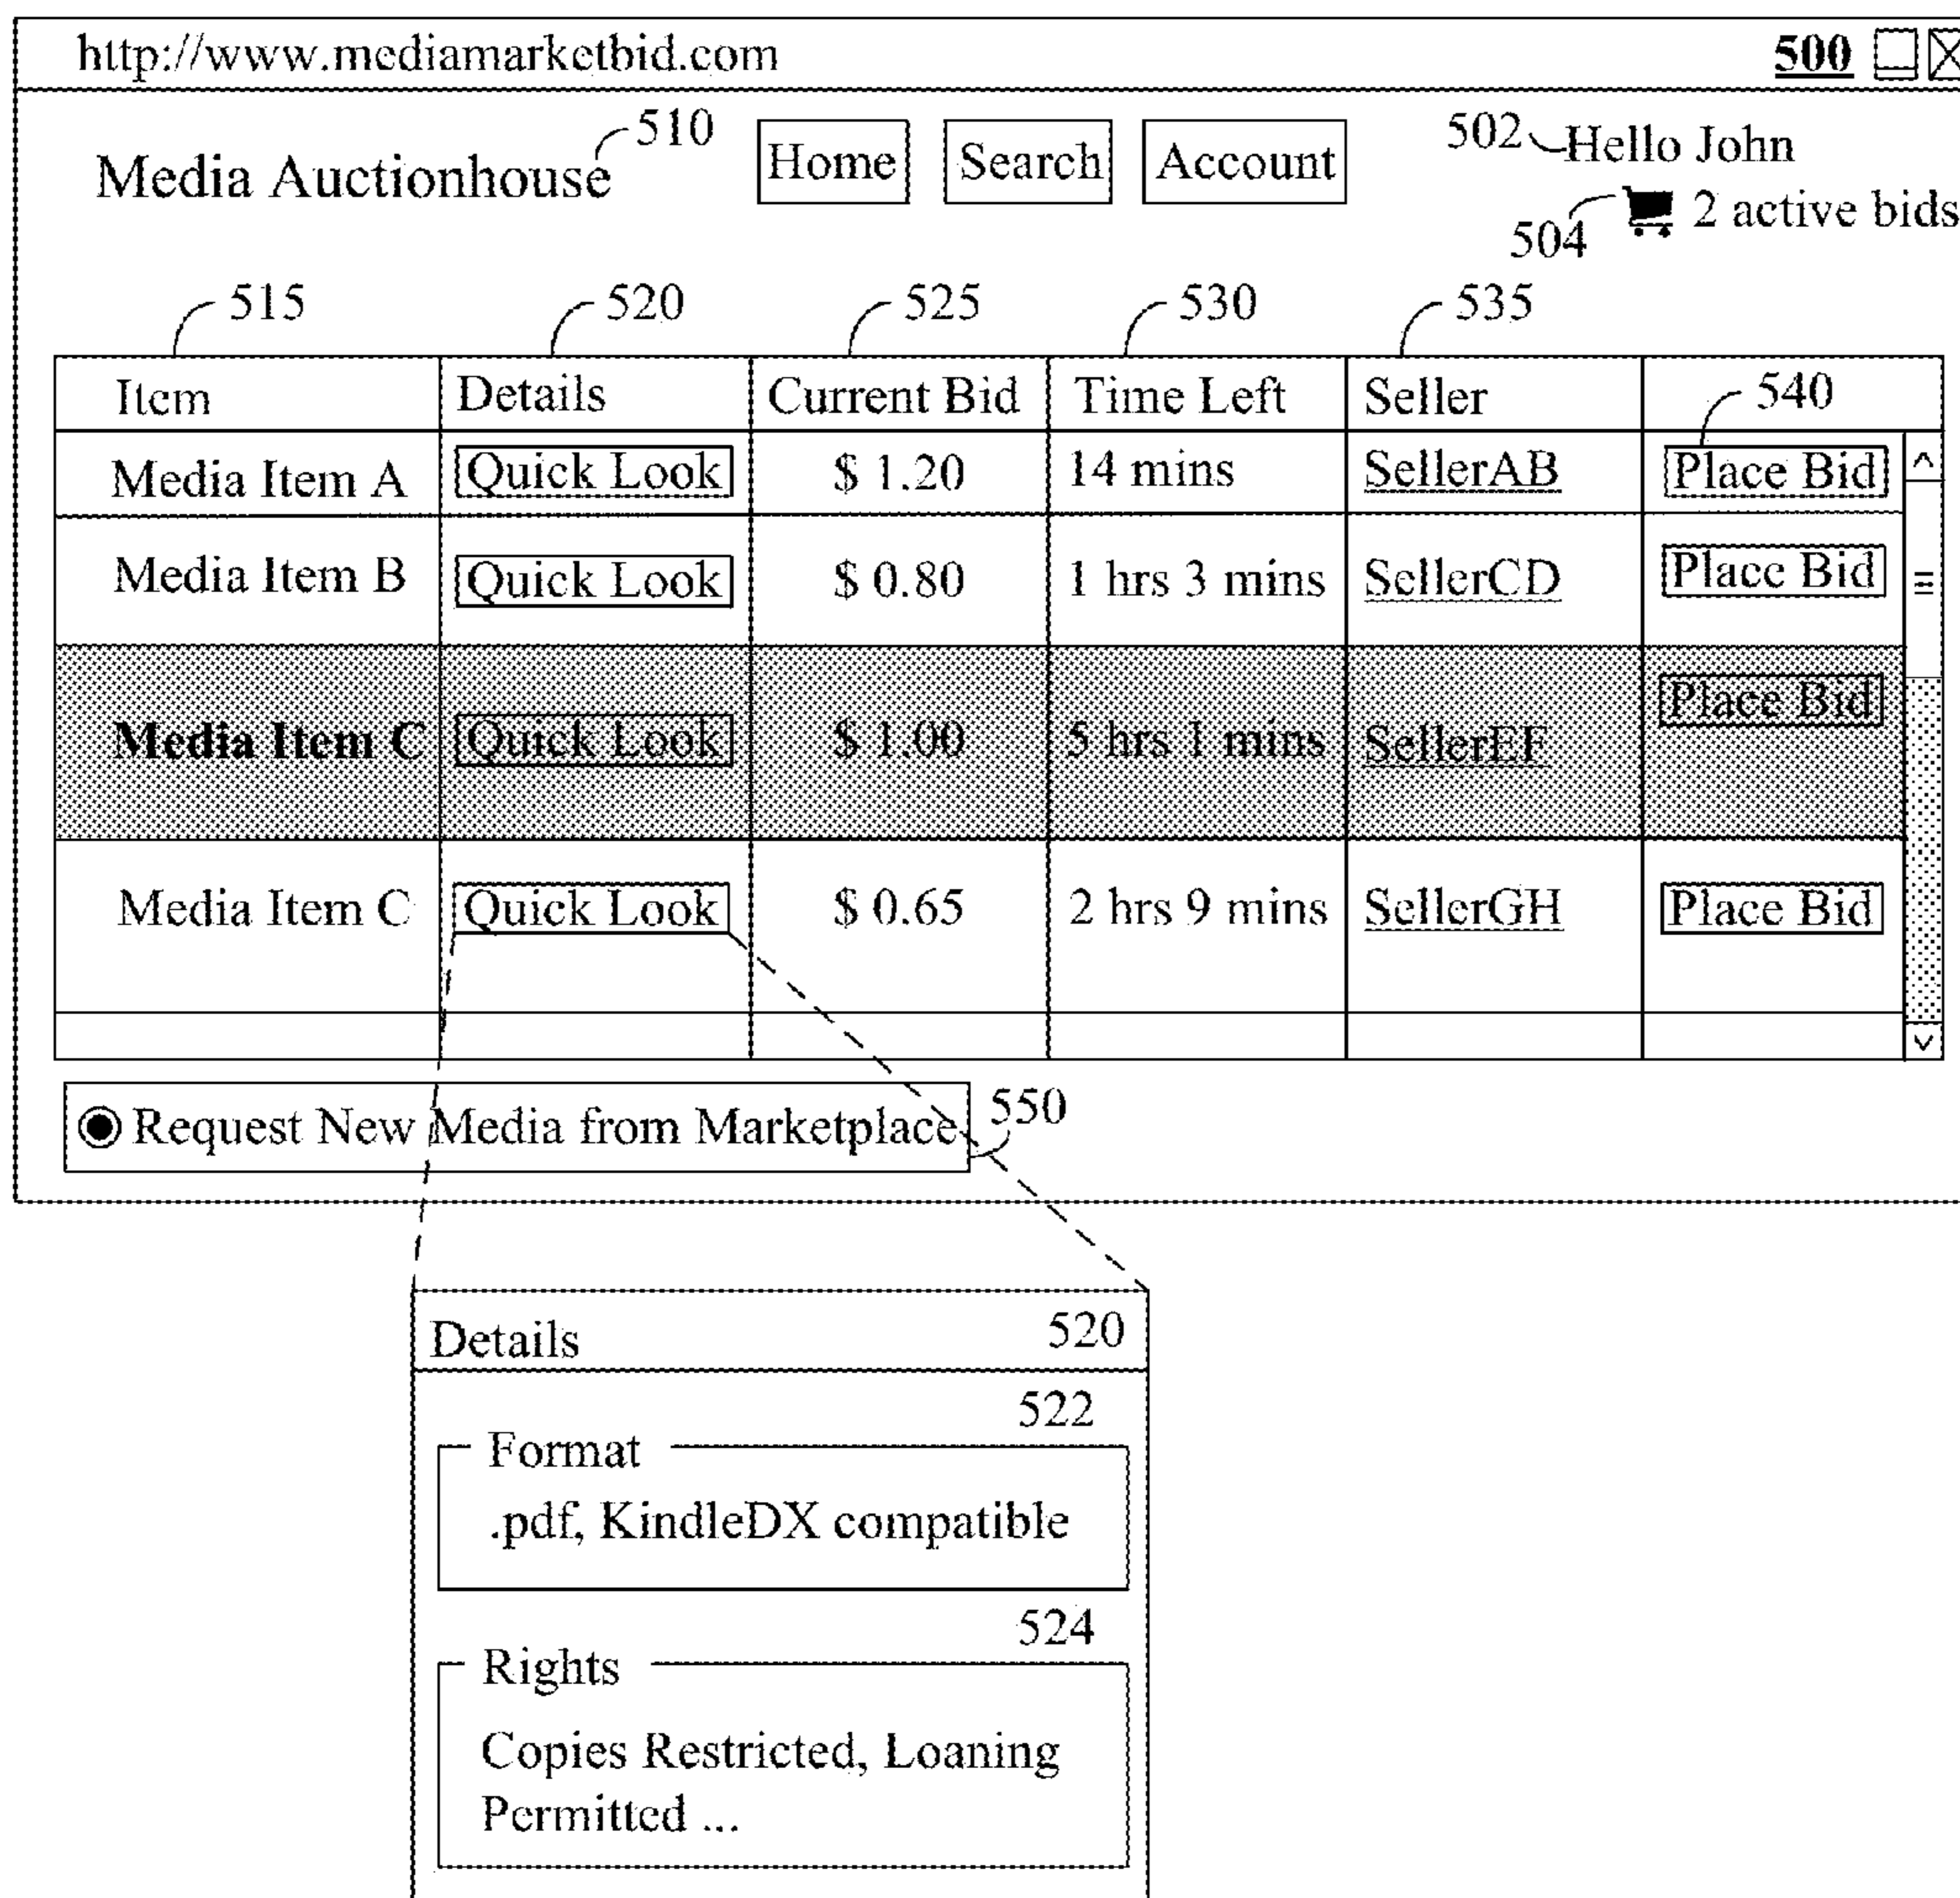 http://www.mediamarketbid.com 500
Media Auctionhouse 510 Home Search Account 502 Hello John
504 2 active bids
515 520 525 530 535
Item Details Current Bid Time Left Seller 540
Media Item A Quick Look $ 1.20 14 mins SellerAB Place Bid
Media Item B Quick Look $ 0.80 1 hrs 3 mins SellerCD Place Bid
Media Item C Quick Look $ 1.00 5 hrs 1 mins SellerEF Place Bid
Media Item C Quick Look $ 0.65 2 hrs 9 mins SellerGH Place Bid
Request New Media from Marketplace 550
Details 520
522
Format
.pdf, KindleDX compatible
524
Rights
Copies Restricted, Loaning
Permitted ...